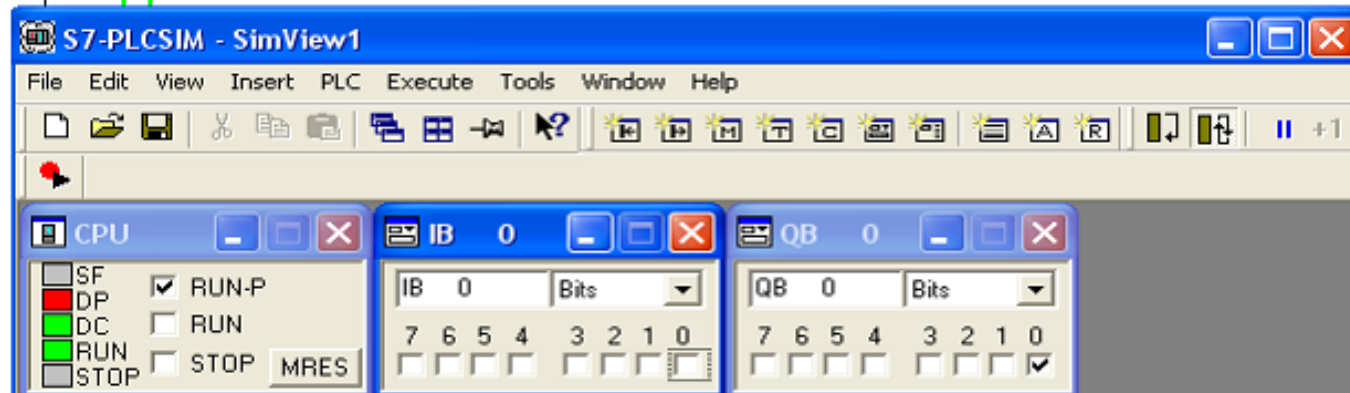 S7-PLCSIM - SimView1
File Edit View Insert PLC Execute Tools Window Help
M T C A R +1
CPU
SF
DP
DC
RUN
STOP
RUN-P
RUN
STOP
MRES
IB 0
IB 0 Bits
7 6 5 4 3 2 1 0
QB 0
QB 0 Bits
7 6 5 4 3 2 1 0